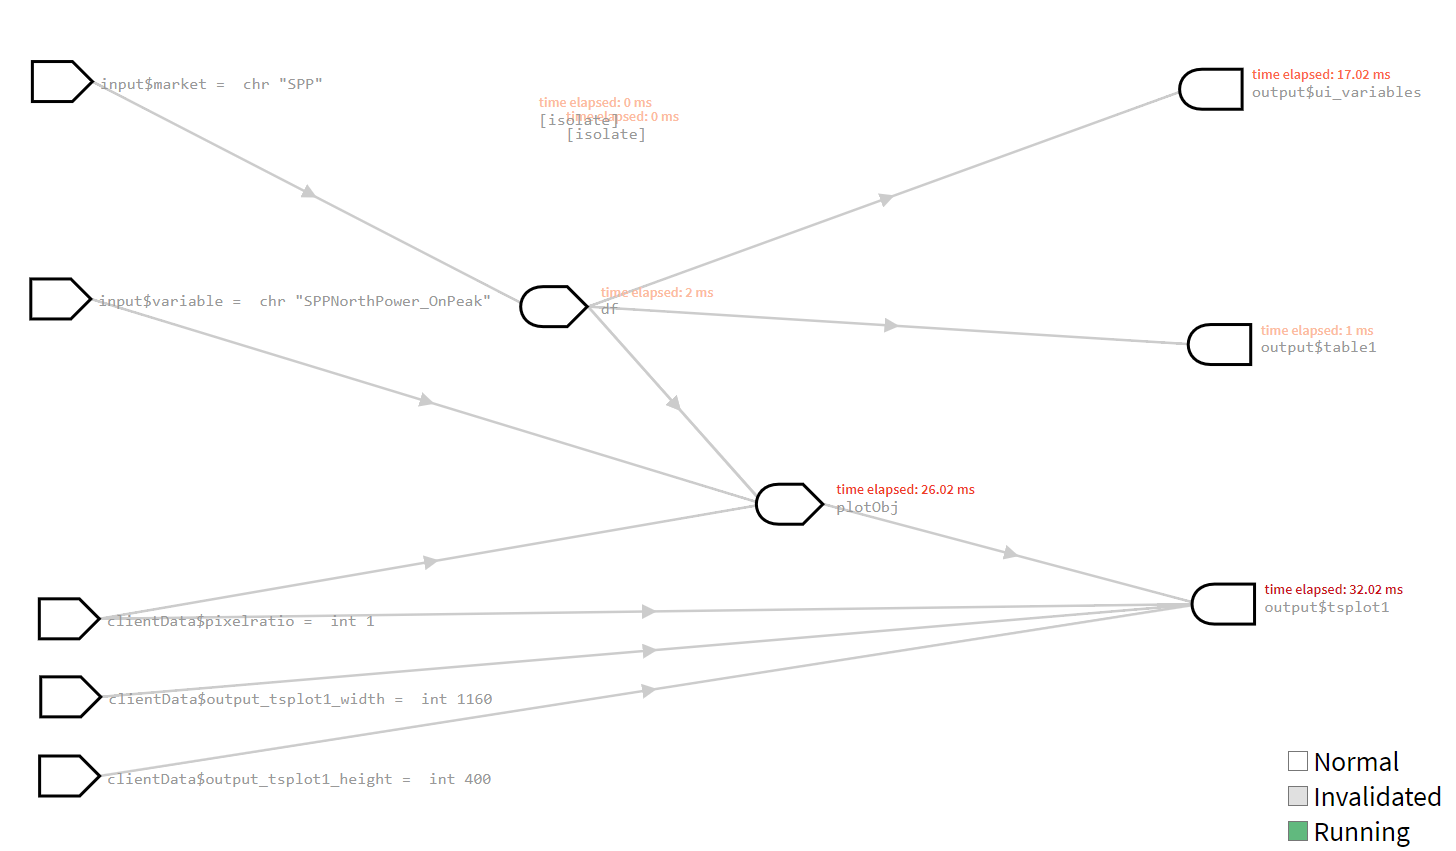 input$market =  chr "SPP"
time elapsed: 0 ms
[isolate]
time elapsed: 0 ms
[isolate]
time elapsed: 17.02 ms
output$ui_variables
input$variable =  chr "SPPNorthPower_OnPeak"
time elapsed: 2 ms
df
time elapsed: 1 ms
output$table1
time elapsed: 26.02 ms
plotObj
time elapsed: 32.02 ms
output$tsplot1
clientData$pixelratio =  int 1
clientData$output_tsplot1_width =  int 1160
clientData$output_tsplot1_height =  int 400
Normal
Invalidated
Running